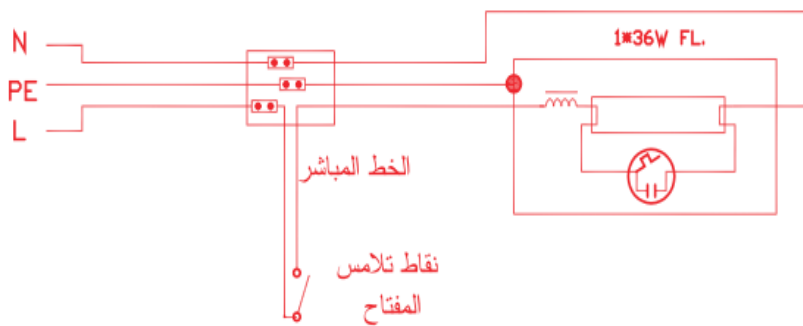 N
1*36W FL.
PE
L
الخط المباشر
نقاط تلامس
المفتاح